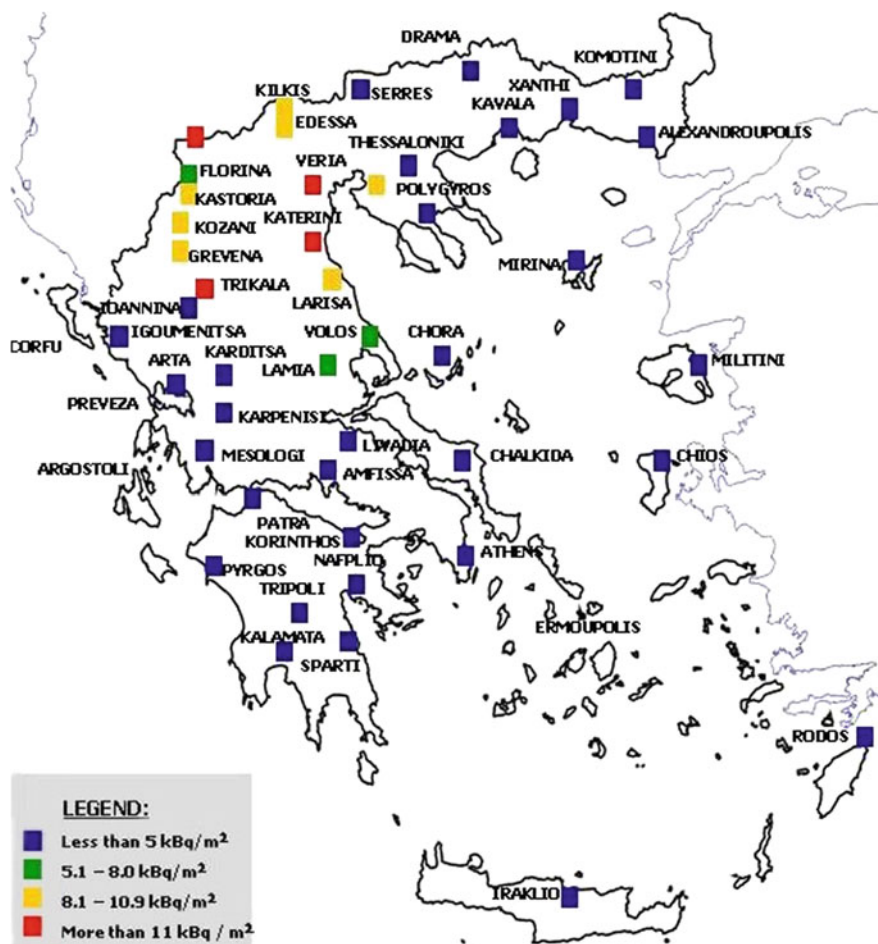 DRAMA
KOMOTINI
KILKIS
XANTHI
SERRES
KAVALA
EDESSA
ALEXANDROUPOLIS
THESSALONIKI
VERIA
FLORINA
POLYGYROS
KASTORIA
KATERINI
KOZANI
GREVENA
MIRINA
TRIKALA
LARISA
IOANNINA
IGOUMENITSA
VOLOS
CHORA
CORFU
KARDITSA
ARTA
LAMIA
MILITINI
PREVEZA
KARPENISI
LIVADIA
MESOLOGI
CHALKIDA
CHIOS
ARGOSTOLI
AMFISSA
PATRA
KORINTHOS
ATHENS
NAFPLIO
PYRGOS
TRIPOLI
ERMOUPOLIS
KALAMATA
SPARTI
RODOS
IRAKLIO
LEGEND:
Less than 5 kBq/m²
5.1 – 8.0 kBq/m²
8.1 – 10.9 kBq/m²
More than 11 kBq / m²